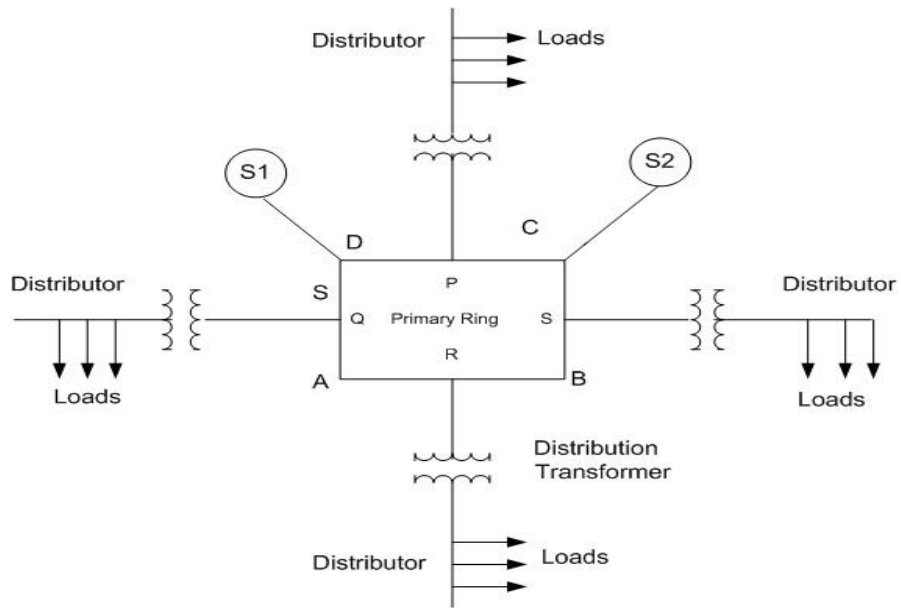 Distributor
Loads
S1
S2
D
C
Distributor
S
P
Distributor
Q
Primary Ring
S
R
A
B
Loads
Loads
Distribution
Transformer
Distributor
Loads